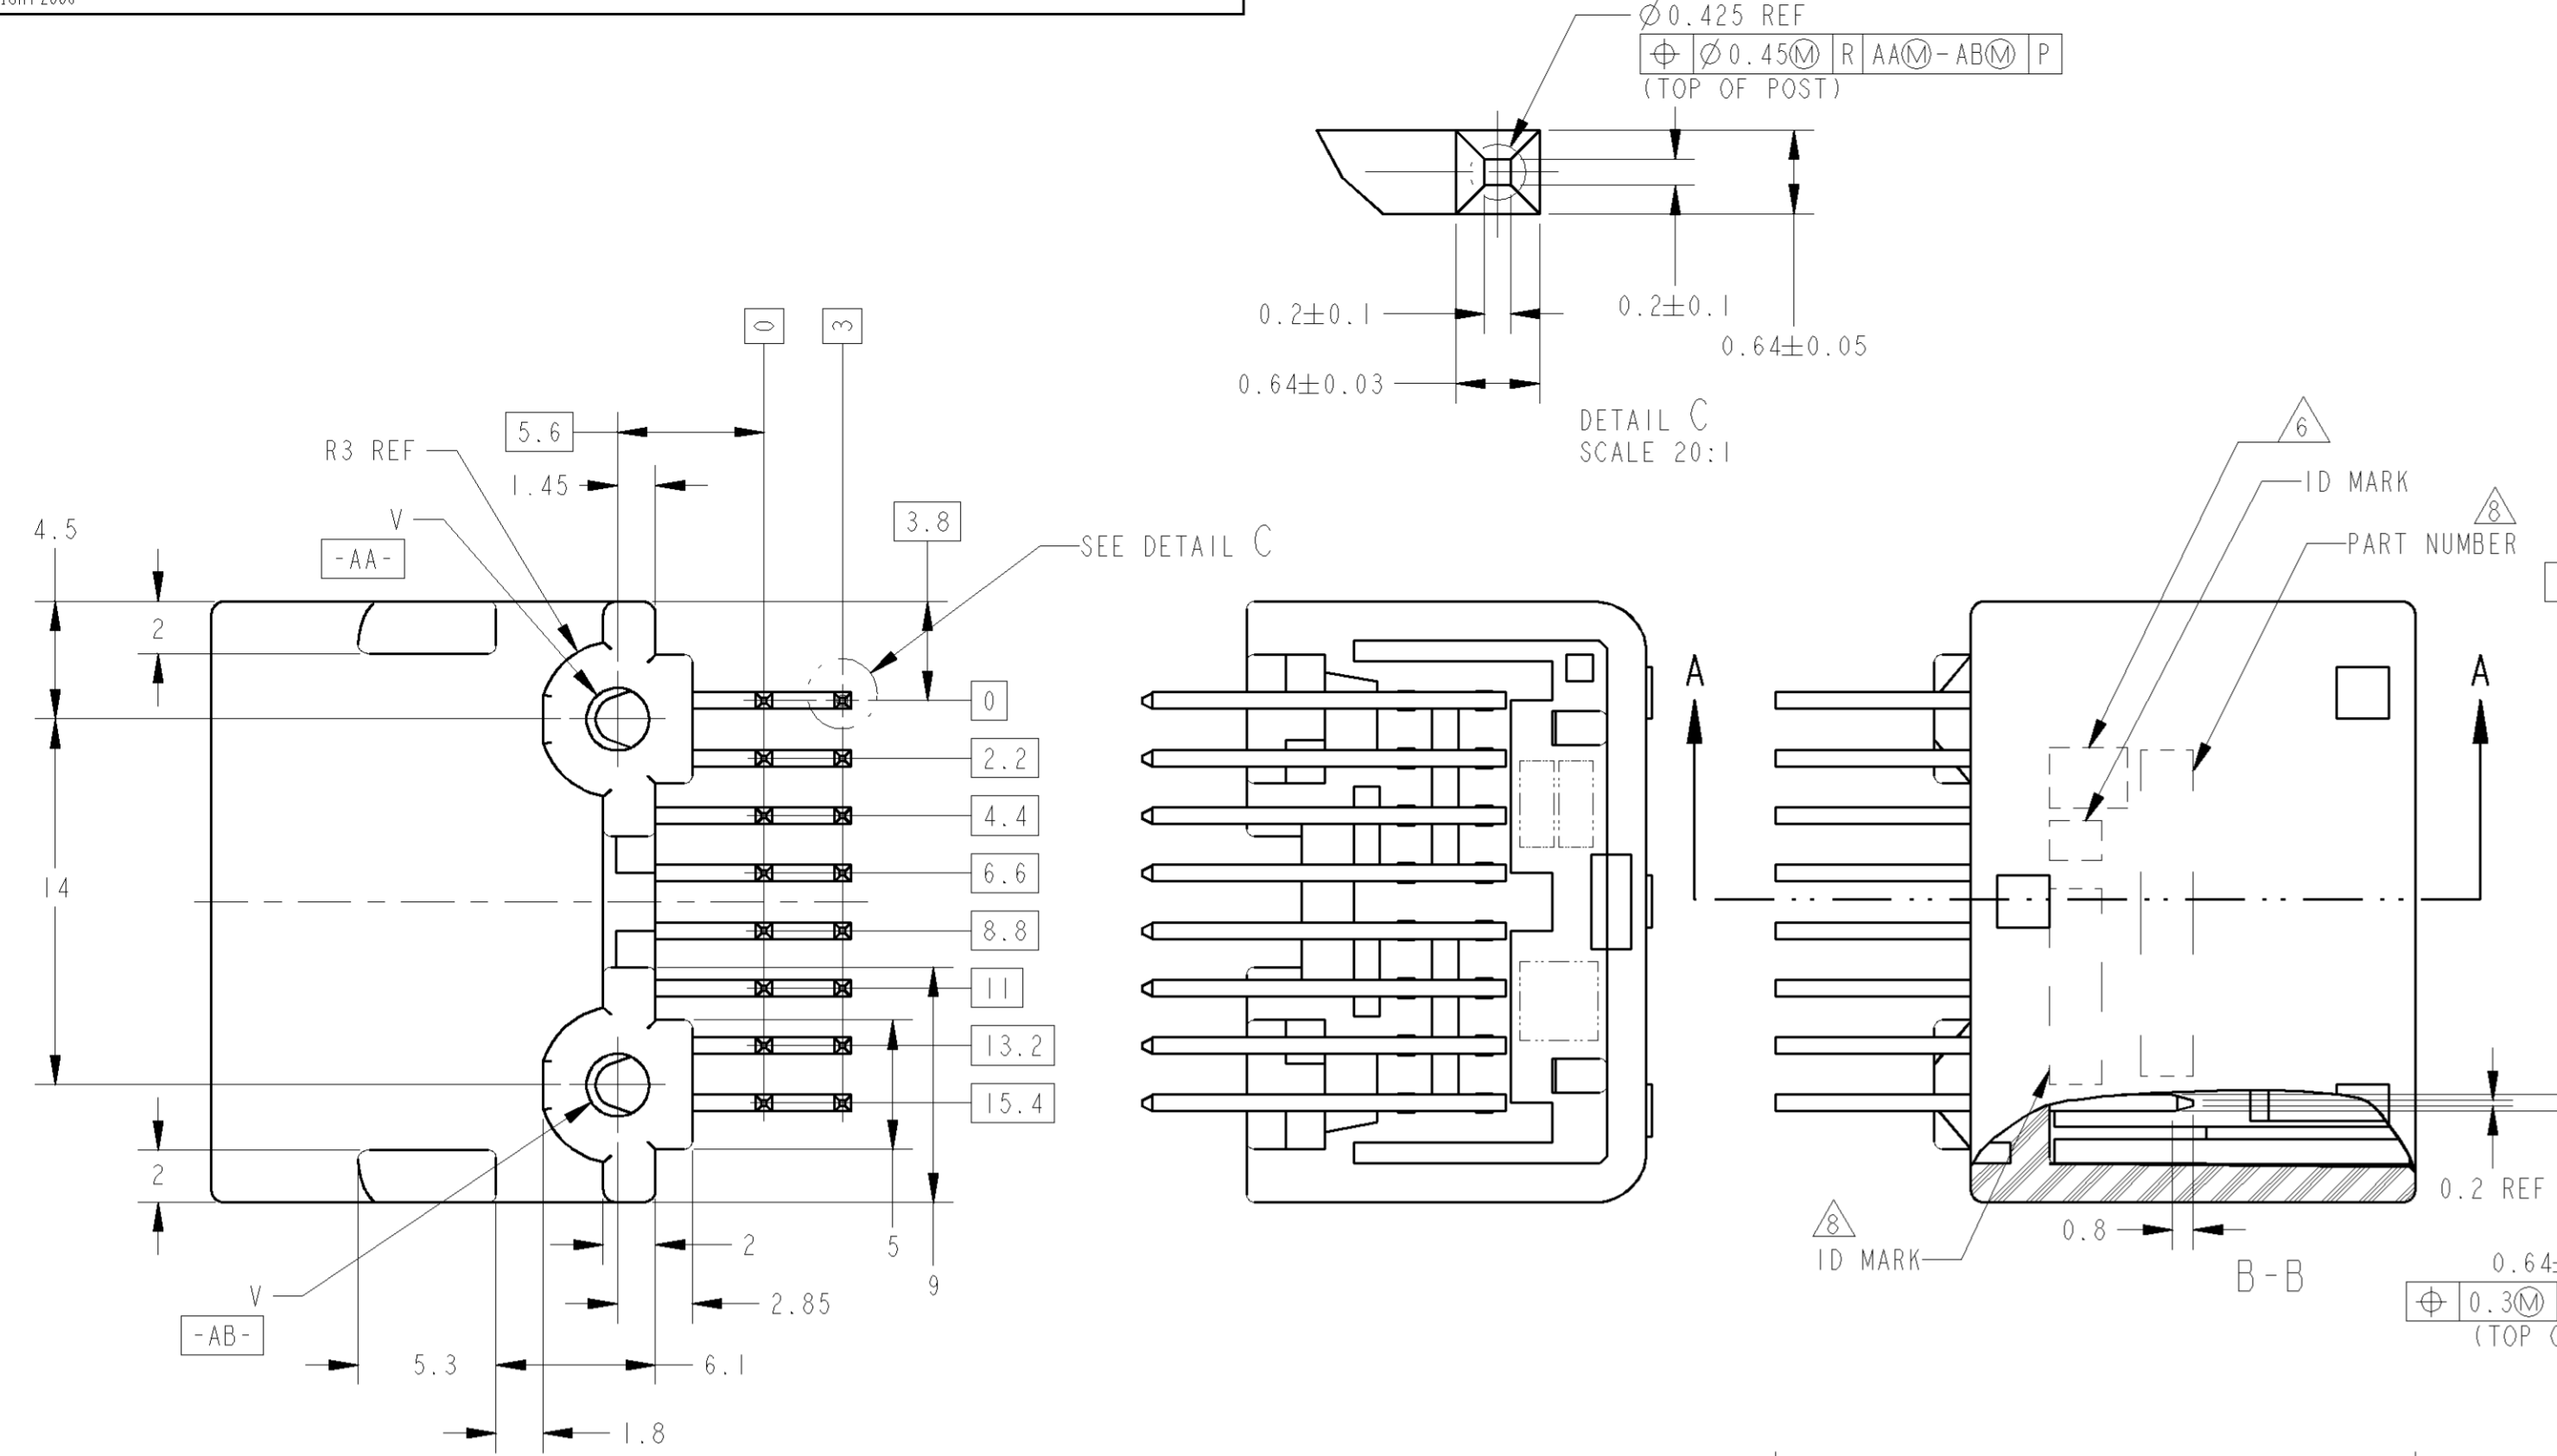 Ø0.425 REF
⌖ Ø0.45Ⓜ R AAⓂ-ABⓂ P
(TOP OF POST)
0.2±0.1
0.2±0.1
0.64±0.05
0.64±0.03
DETAIL C
SCALE 20:1
0
3
5.6
R3 REF
1.45
V
-AA-
3.8
SEE DETAIL C
4.5
2
14
2
0
2.2
4.4
6.6
8.8
11
13.2
15.4
2
5
9
2.85
V
-AB-
5.3
6.1
1.8
6
ID MARK
8
PART NUMBER
A
A
0.2 REF
0.8
8
ID MARK
B-B
0.64±
⌖ 0.3Ⓜ
(TOP